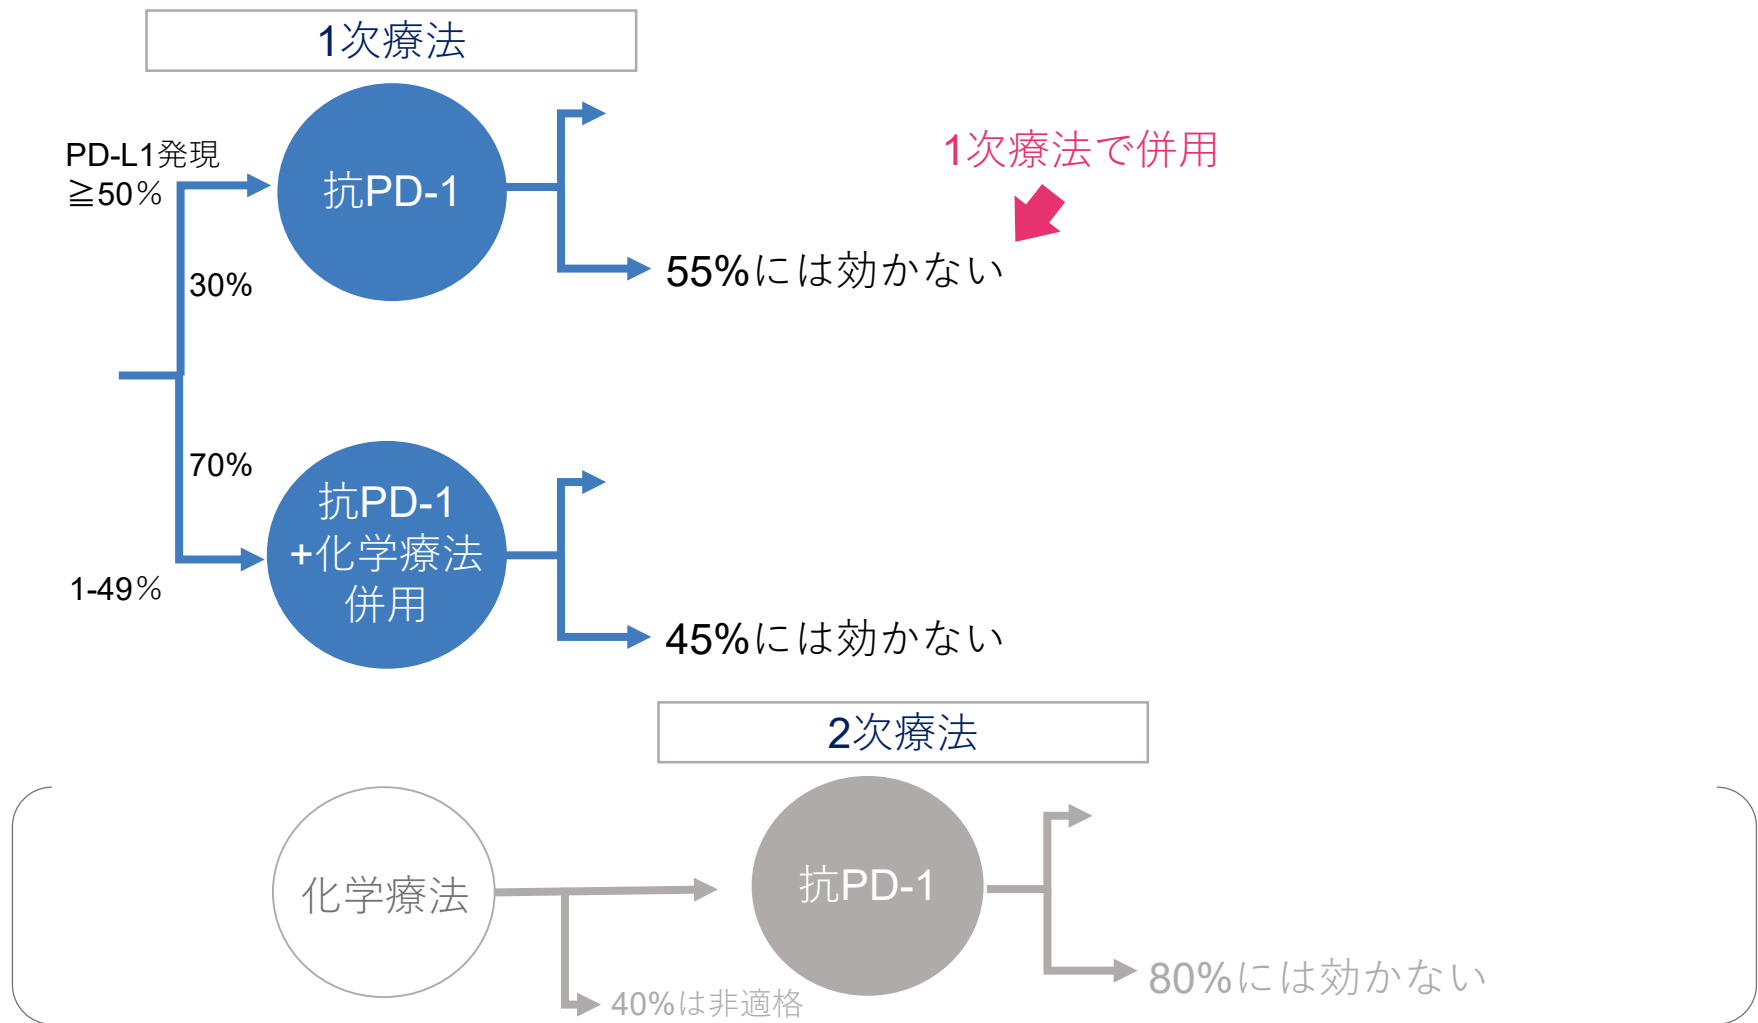 1次療法
PD-L1発現
≧50%
抗PD-1
1次療法で併用
55%には効かない
30%
70%
抗PD-1
+化学療法
併用
1-49%
45%には効かない
2次療法
化学療法
抗PD-1
80%には効かない
40%は非適格